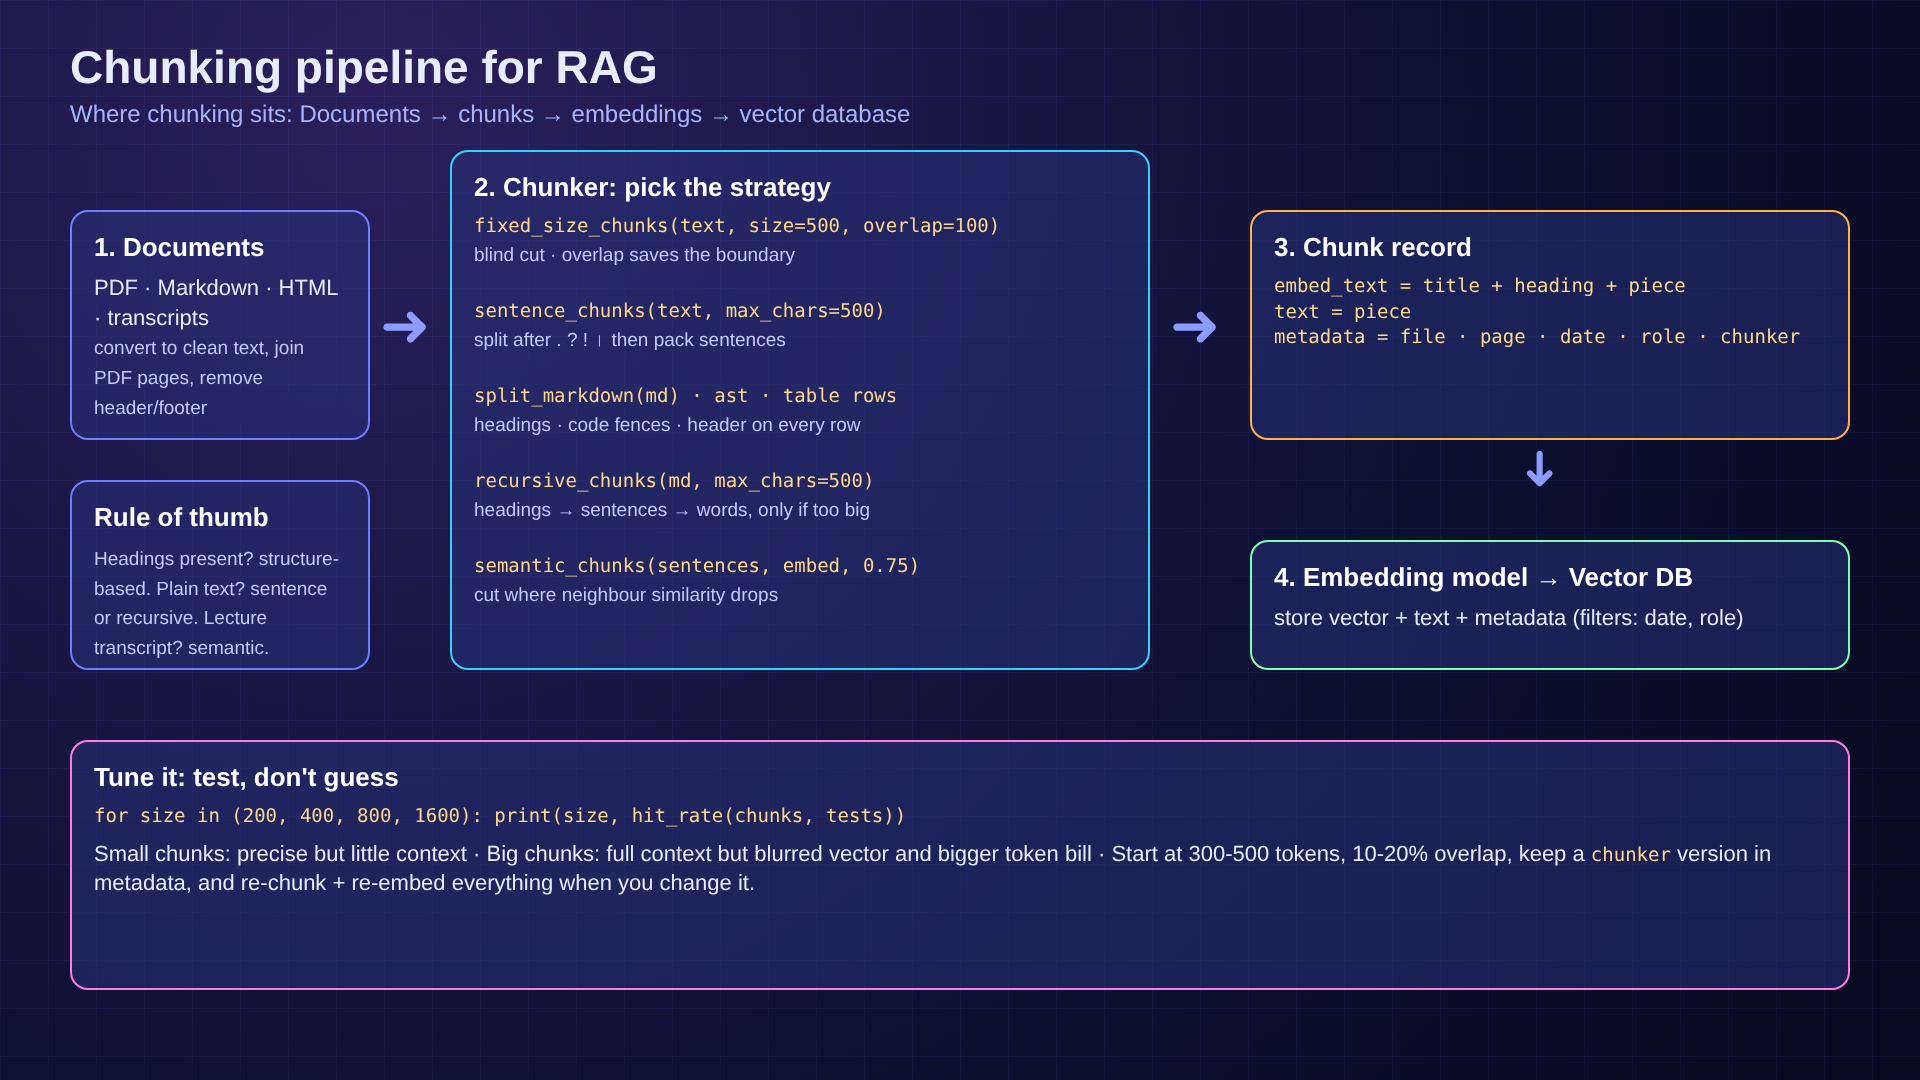 Chunking pipeline for RAG
Where chunking sits: Documents → chunks → embeddings → vector database
1. Documents
PDF · Markdown · HTML
· transcripts
convert to clean text, join
PDF pages, remove
header/footer
Rule of thumb
Headings present? structure-
based. Plain text? sentence
or recursive. Lecture
transcript? semantic.
2. Chunker: pick the strategy
fixed_size_chunks(text, size=500, overlap=100)
blind cut · overlap saves the boundary
sentence_chunks(text, max_chars=500)
split after . ? ! । then pack sentences
split_markdown(md) · ast · table rows
headings · code fences · header on every row
recursive_chunks(md, max_chars=500)
headings → sentences → words, only if too big
semantic_chunks(sentences, embed, 0.75)
cut where neighbour similarity drops
3. Chunk record
embed_text = title + heading + piece
text = piece
metadata = file · page · date · role · chunker
4. Embedding model → Vector DB
store vector + text + metadata (filters: date, role)
Tune it: test, don't guess
for size in (200, 400, 800, 1600): print(size, hit_rate(chunks, tests))
Small chunks: precise but little context · Big chunks: full context but blurred vector and bigger token bill · Start at 300-500 tokens, 10-20% overlap, keep a chunker version in
metadata, and re-chunk + re-embed everything when you change it.